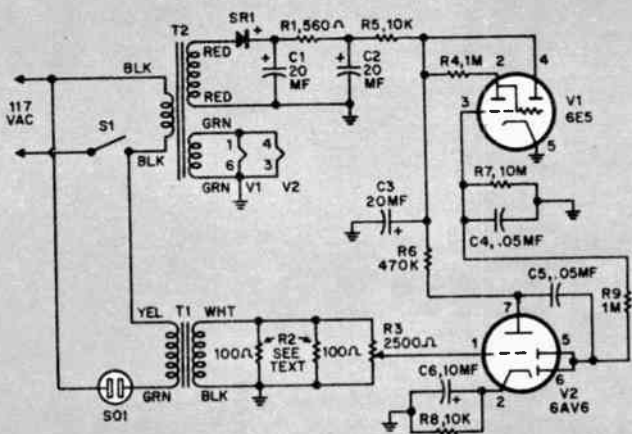 T2
SR1
+
R1,560Ω
R5,10K
RED
RED
BLK
BLK
117
VAC
S1
+
C1
20
MF
+
C2
20
MF
R4,1M
2
4
3
5
V1
6E5
GRN
GRN
1
6
4
3
V1
V2
R7,10M
C4,.05MF
C3
20MF
+
R6
470K
C5,.05MF
R9
1M
YEL
T1
WHT
GRN
BLK
SO1
100Ω
R2
SEE
TEXT
100Ω
R3
2500Ω
7
1
5
6
2
C6,10MF
+
R8,10K
V2
6AV6